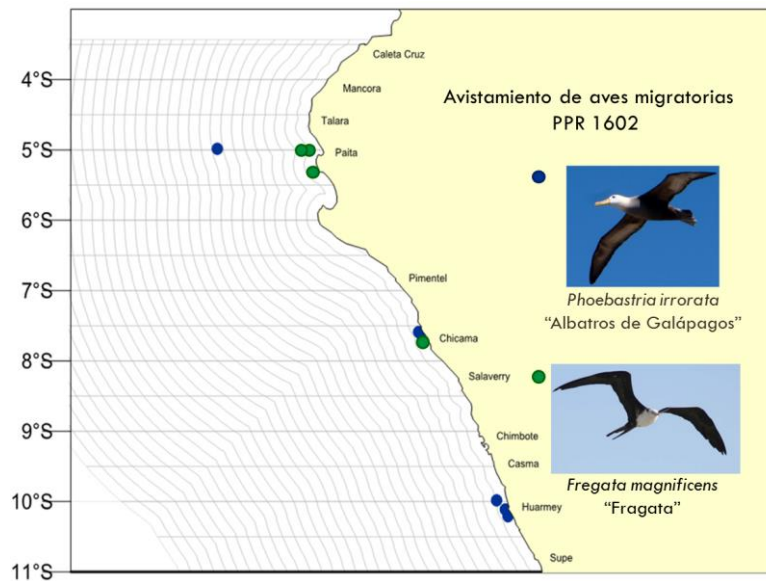 Caleta Cruz
4°S
Mancora
Avistamiento de aves migratorias
PPR 1602
Talara
5°S
Paita
6°S
7°S
Pimentel
Phoebastria irrorata
“Albatros de Galápagos”
Chicama
8°S
Salaverry
9°S
Chimbote
Casma
10°S
Huarmey
Fregata magnificens
“Fragata”
Supe
11°S